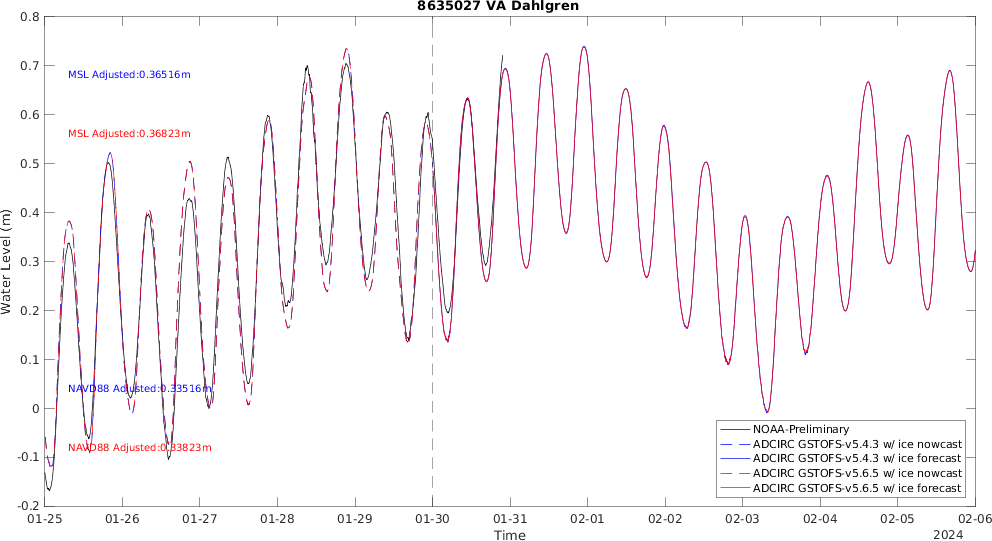 8635027 VA Dahlgren
0.8
0.7
0.6
0.5
0.4
0.3
0.2
0.1
0
-0.1
-0.2
Water Level (m)
MSL Adjusted:0.36516m
MSL Adjusted:0.36823m
NAVD88 Adjusted:0.33516m
NAVD88 Adjusted:0.33823m
NOAA-Preliminary
ADCIRC GSTOFS-v5.4.3 w/ ice nowcast
ADCIRC GSTOFS-v5.4.3 w/ ice forecast
ADCIRC GSTOFS-v5.6.5 w/ ice nowcast
ADCIRC GSTOFS-v5.6.5 w/ ice forecast
01-25 01-26 01-27 01-28 01-29 01-30 01-31 02-01 02-02 02-03 02-04 02-05 02-06
Time
2024